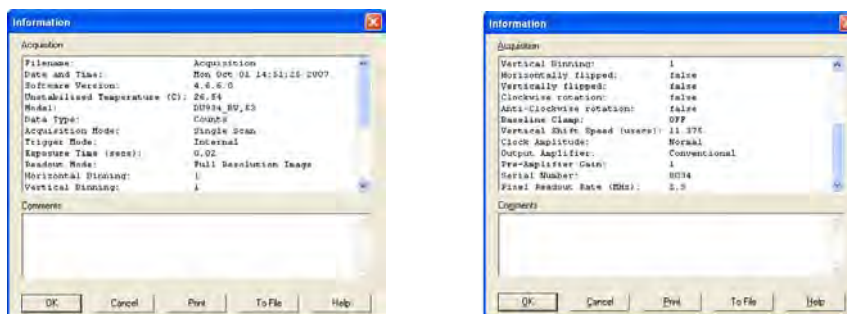 Information
Acquisition
Filename: Acquisition
Date and Time: Mon Oct 01 14:51:25 2007
Software Version: 4.6.6.0
Unstabilised Temperature (C): 26.54
Model:
Data Type: Counts
Acquisition Mode: Single Scan
Trigger Mode: Internal
Exposure Time (secs): 0.02
Readout Mode: Full Resolution Image
Horizontal Binning: 1
Vertical Binning: 1
Comments
OK Cancel Print To File Help
Information
Acquisition
Vertical Binning: 1
Horizontally flipped: false
Vertically flipped: false
Clockwise rotation: false
Anti-Clockwise rotation: false
Baseline Clamp: OFF
Vertical Shift Speed (usecs): 11.375
Clock Amplitude: Normal
Output Amplifier: Conventional
Pre-Amplifier Gain: 1
Serial Number:
Pixel Readout Rate (MHz): 2.5
Comments
OK Cancel Print To File Help